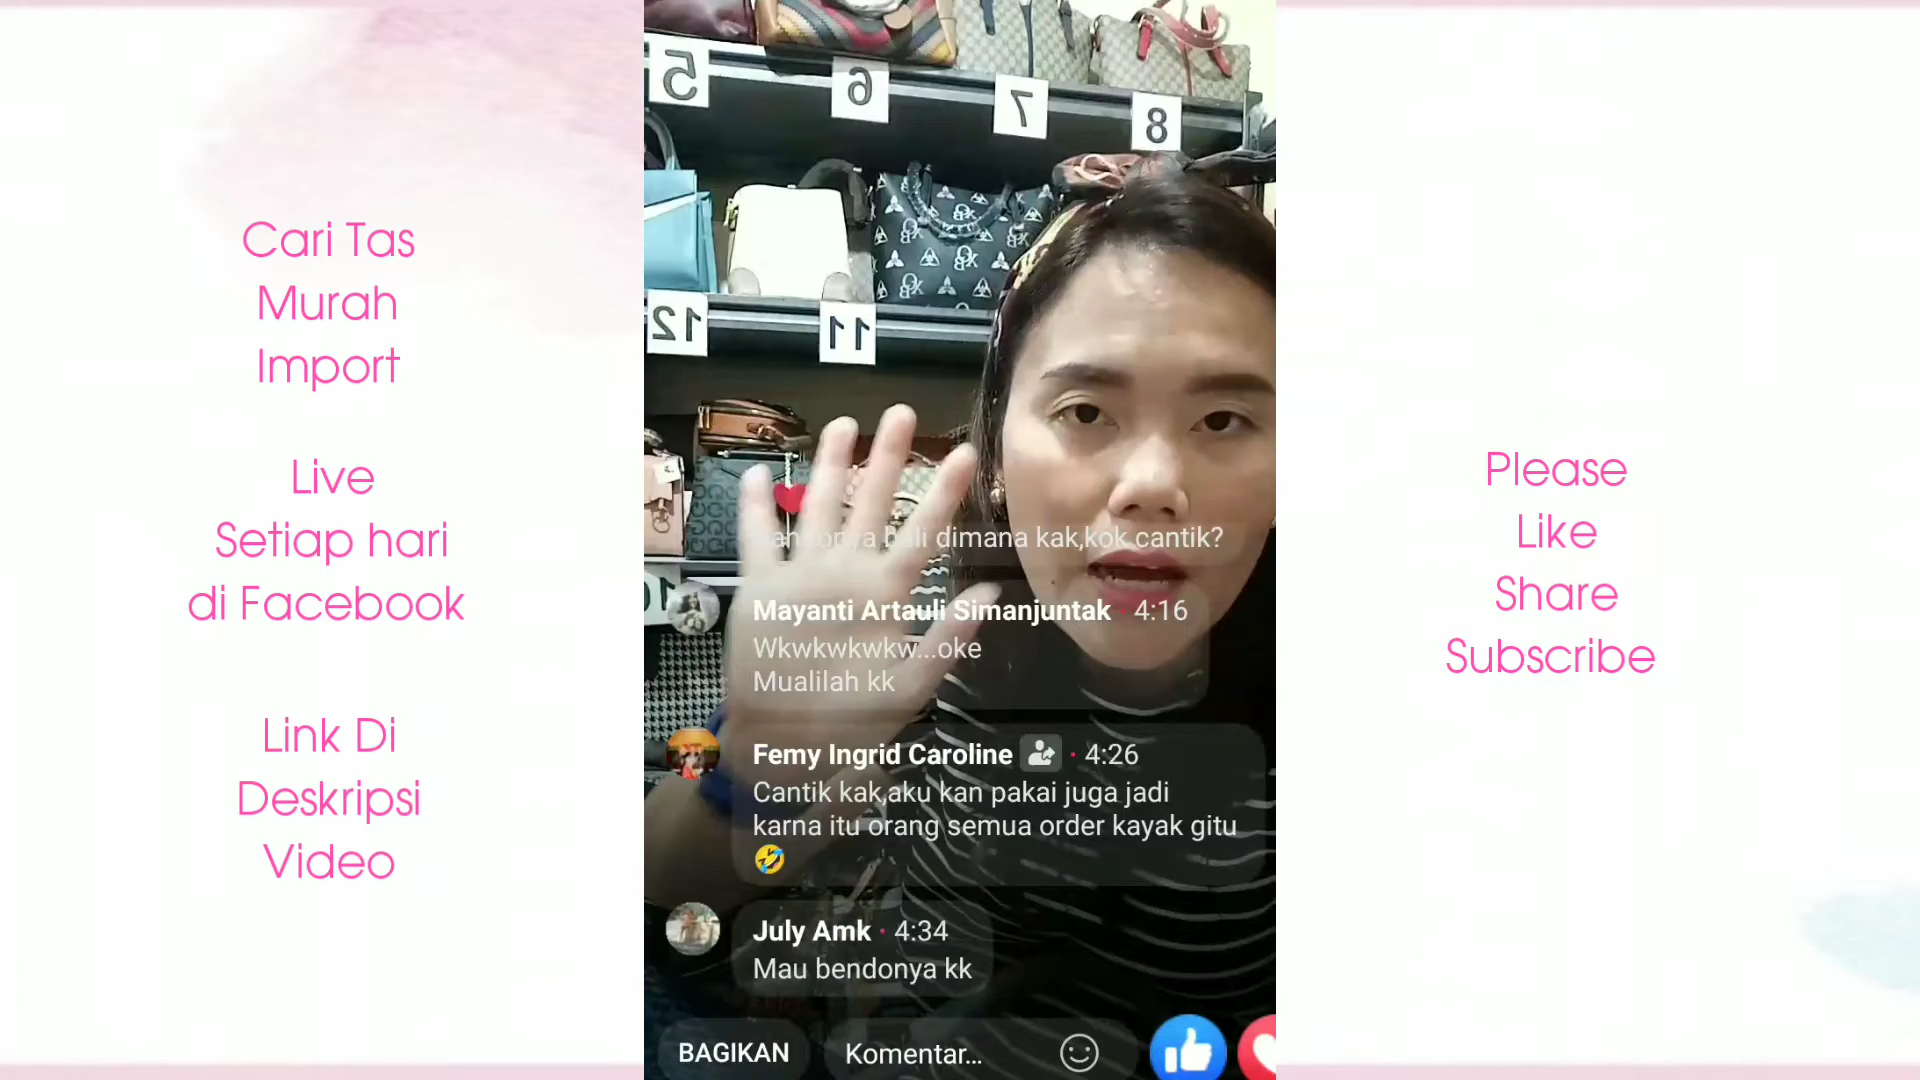 Cari Tas
Murah
Import
Live
Setiap hari
di Facebook
Link Di
Deskripsi
Video
5
6
7
8
12
11
dimana kak,kok cantik?
Mayanti Artauli Simanjuntak · 4:16
Wkwkwkwkw...oke
Mualilah kk
Femy Ingrid Caroline · 4:26
Cantik kak,aku kan pakai juga jadi
karna itu orang semua order kayak gitu
🤣
July Amk · 4:34
Mau bendonya kk
BAGIKAN
Komentar...
Please
Like
Share
Subscribe